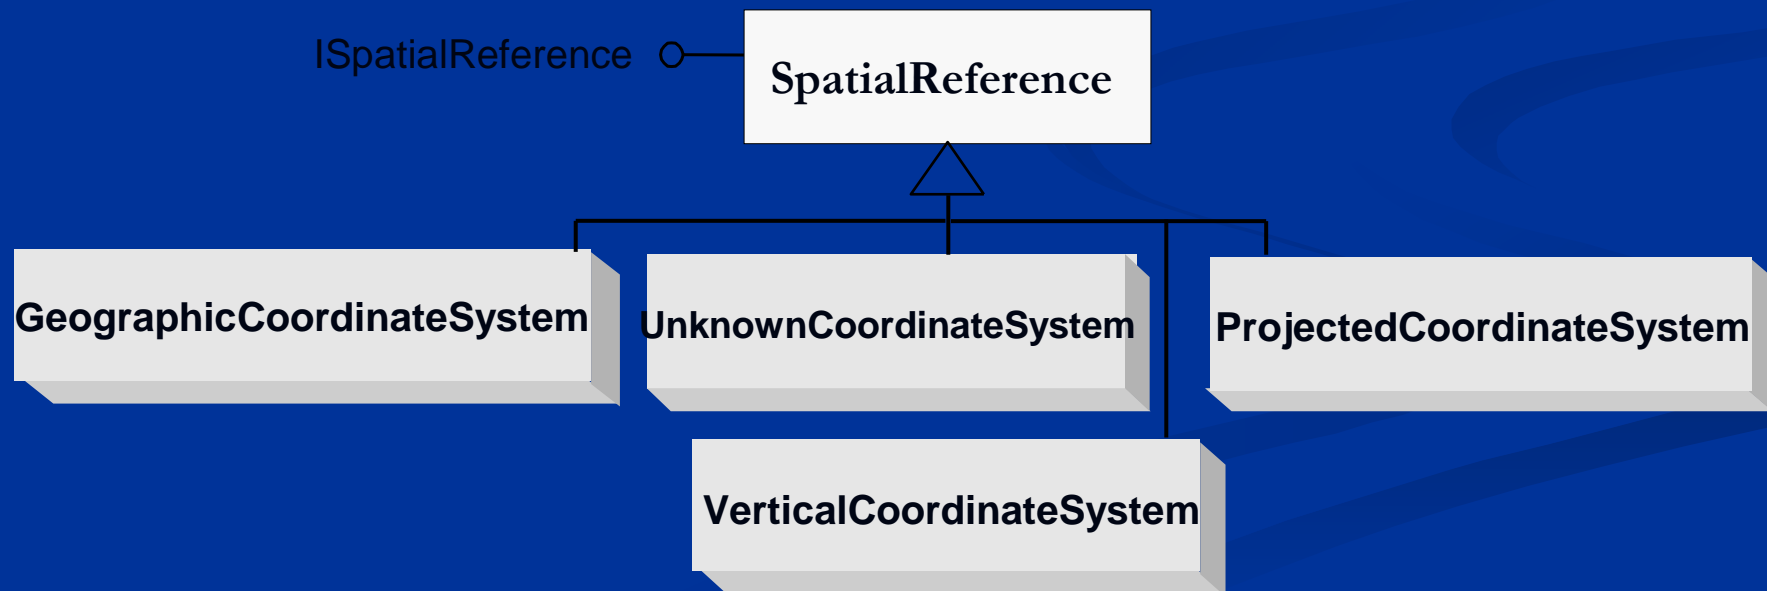 ISpatialReference
SpatialReference
GeographicCoordinateSystem
UnknownCoordinateSystem
ProjectedCoordinateSystem
VerticalCoordinateSystem